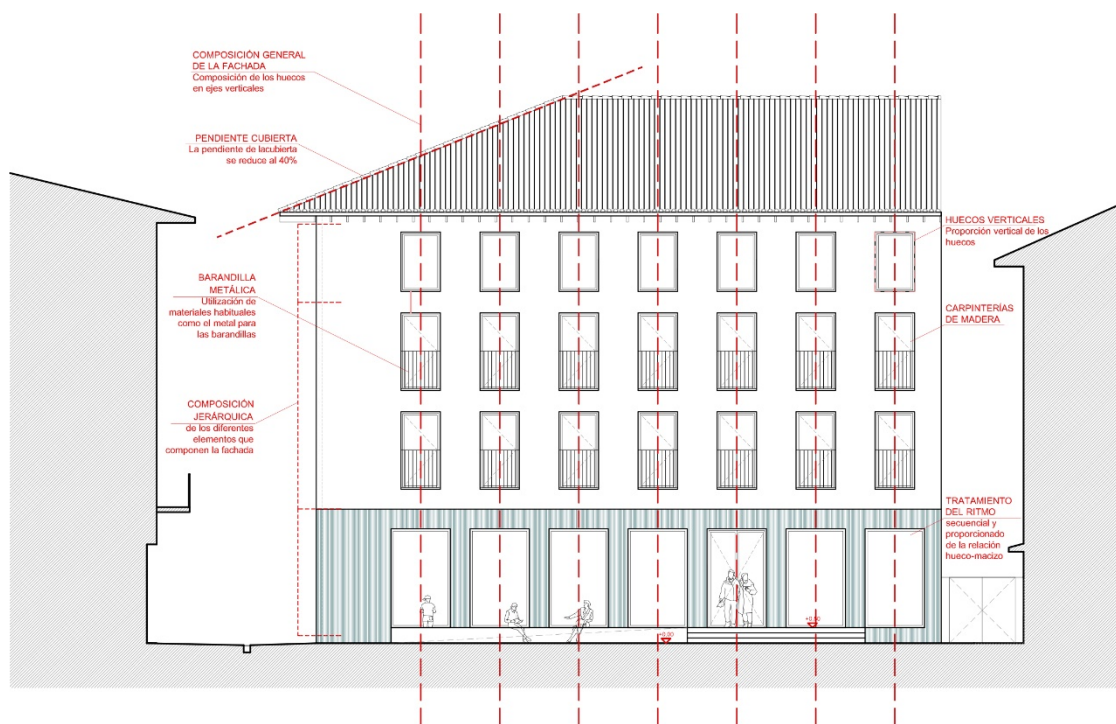 COMPOSICIÓN GENERAL
DE LA FACHADA
Composición de los huecos
en ejes verticales
PENDIENTE CUBIERTA
La pendiente de lacubierta
se reduce al 40%
HUECOS VERTICALES
Proporción vertical de los
huecos
BARANDILLA
METÁLICA
Utilización de
materiales habituales
como el metal para
las barandillas
CARPINTERÍAS
DE MADERA
COMPOSICIÓN
JERÁRQUICA
de los diferentes
elementos que
componen la fachada
TRATAMIENTO
DEL RITMO
secuencial y
proporcionado
de la relación
hueco-macizo